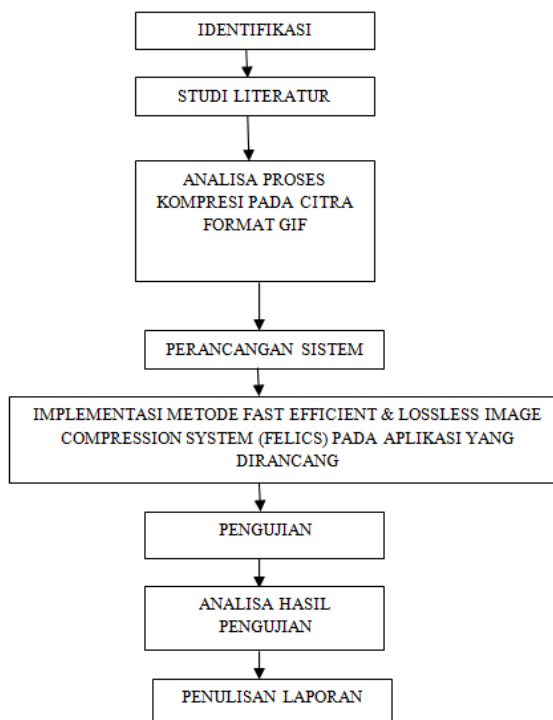 IDENTIFIKASI
STUDI LITERATUR
ANALISA PROSES
KOMPRESI PADA CITRA
FORMAT GIF
PERANCANGAN SISTEM
IMPLEMENTASI METODE FAST EFFICIENT & LOSSLESS IMAGE
COMPRESSION SYSTEM (FELICS) PADA APLIKASI YANG
DIRANCANG
PENGUJIAN
ANALISA HASIL
PENGUJIAN
PENULISAN LAPORAN